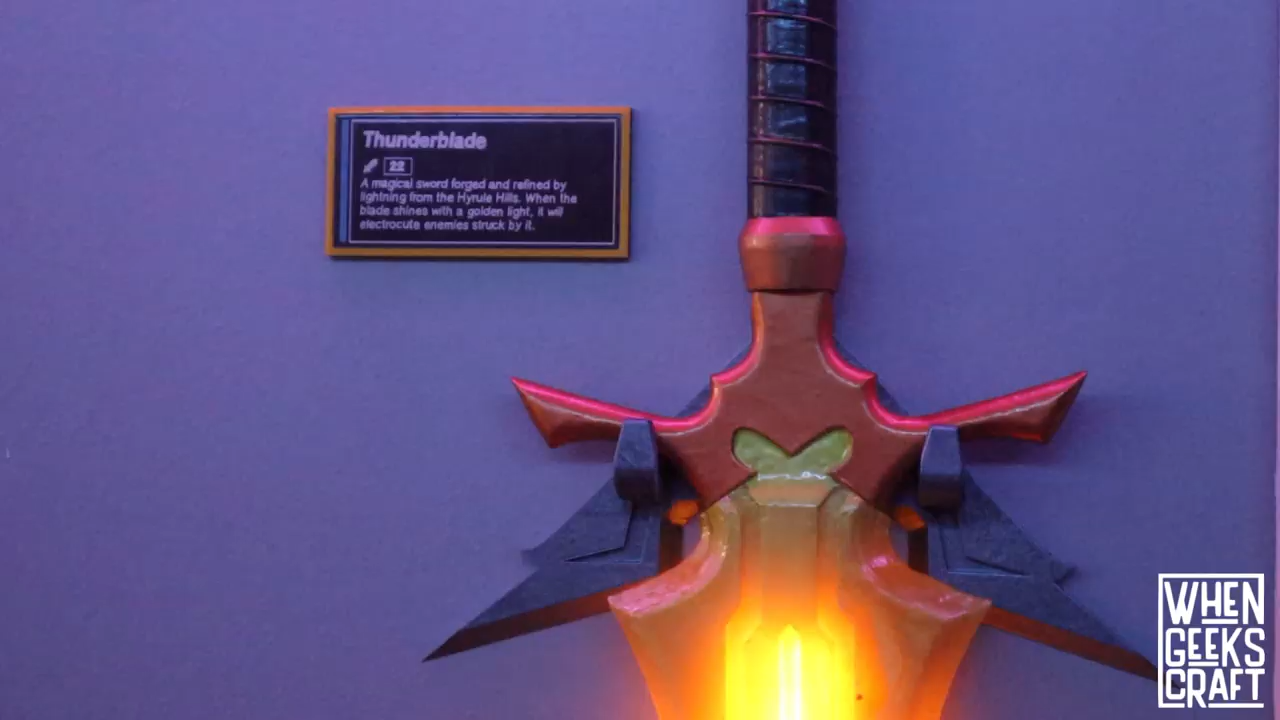 Thunderblade
22
A magical sword forged and refined by
lightning from the Hyrule Hills. When the
blade shines with a golden light, it will
electrocute enemies struck by it.
WHEN
GEEKS
CRAFT